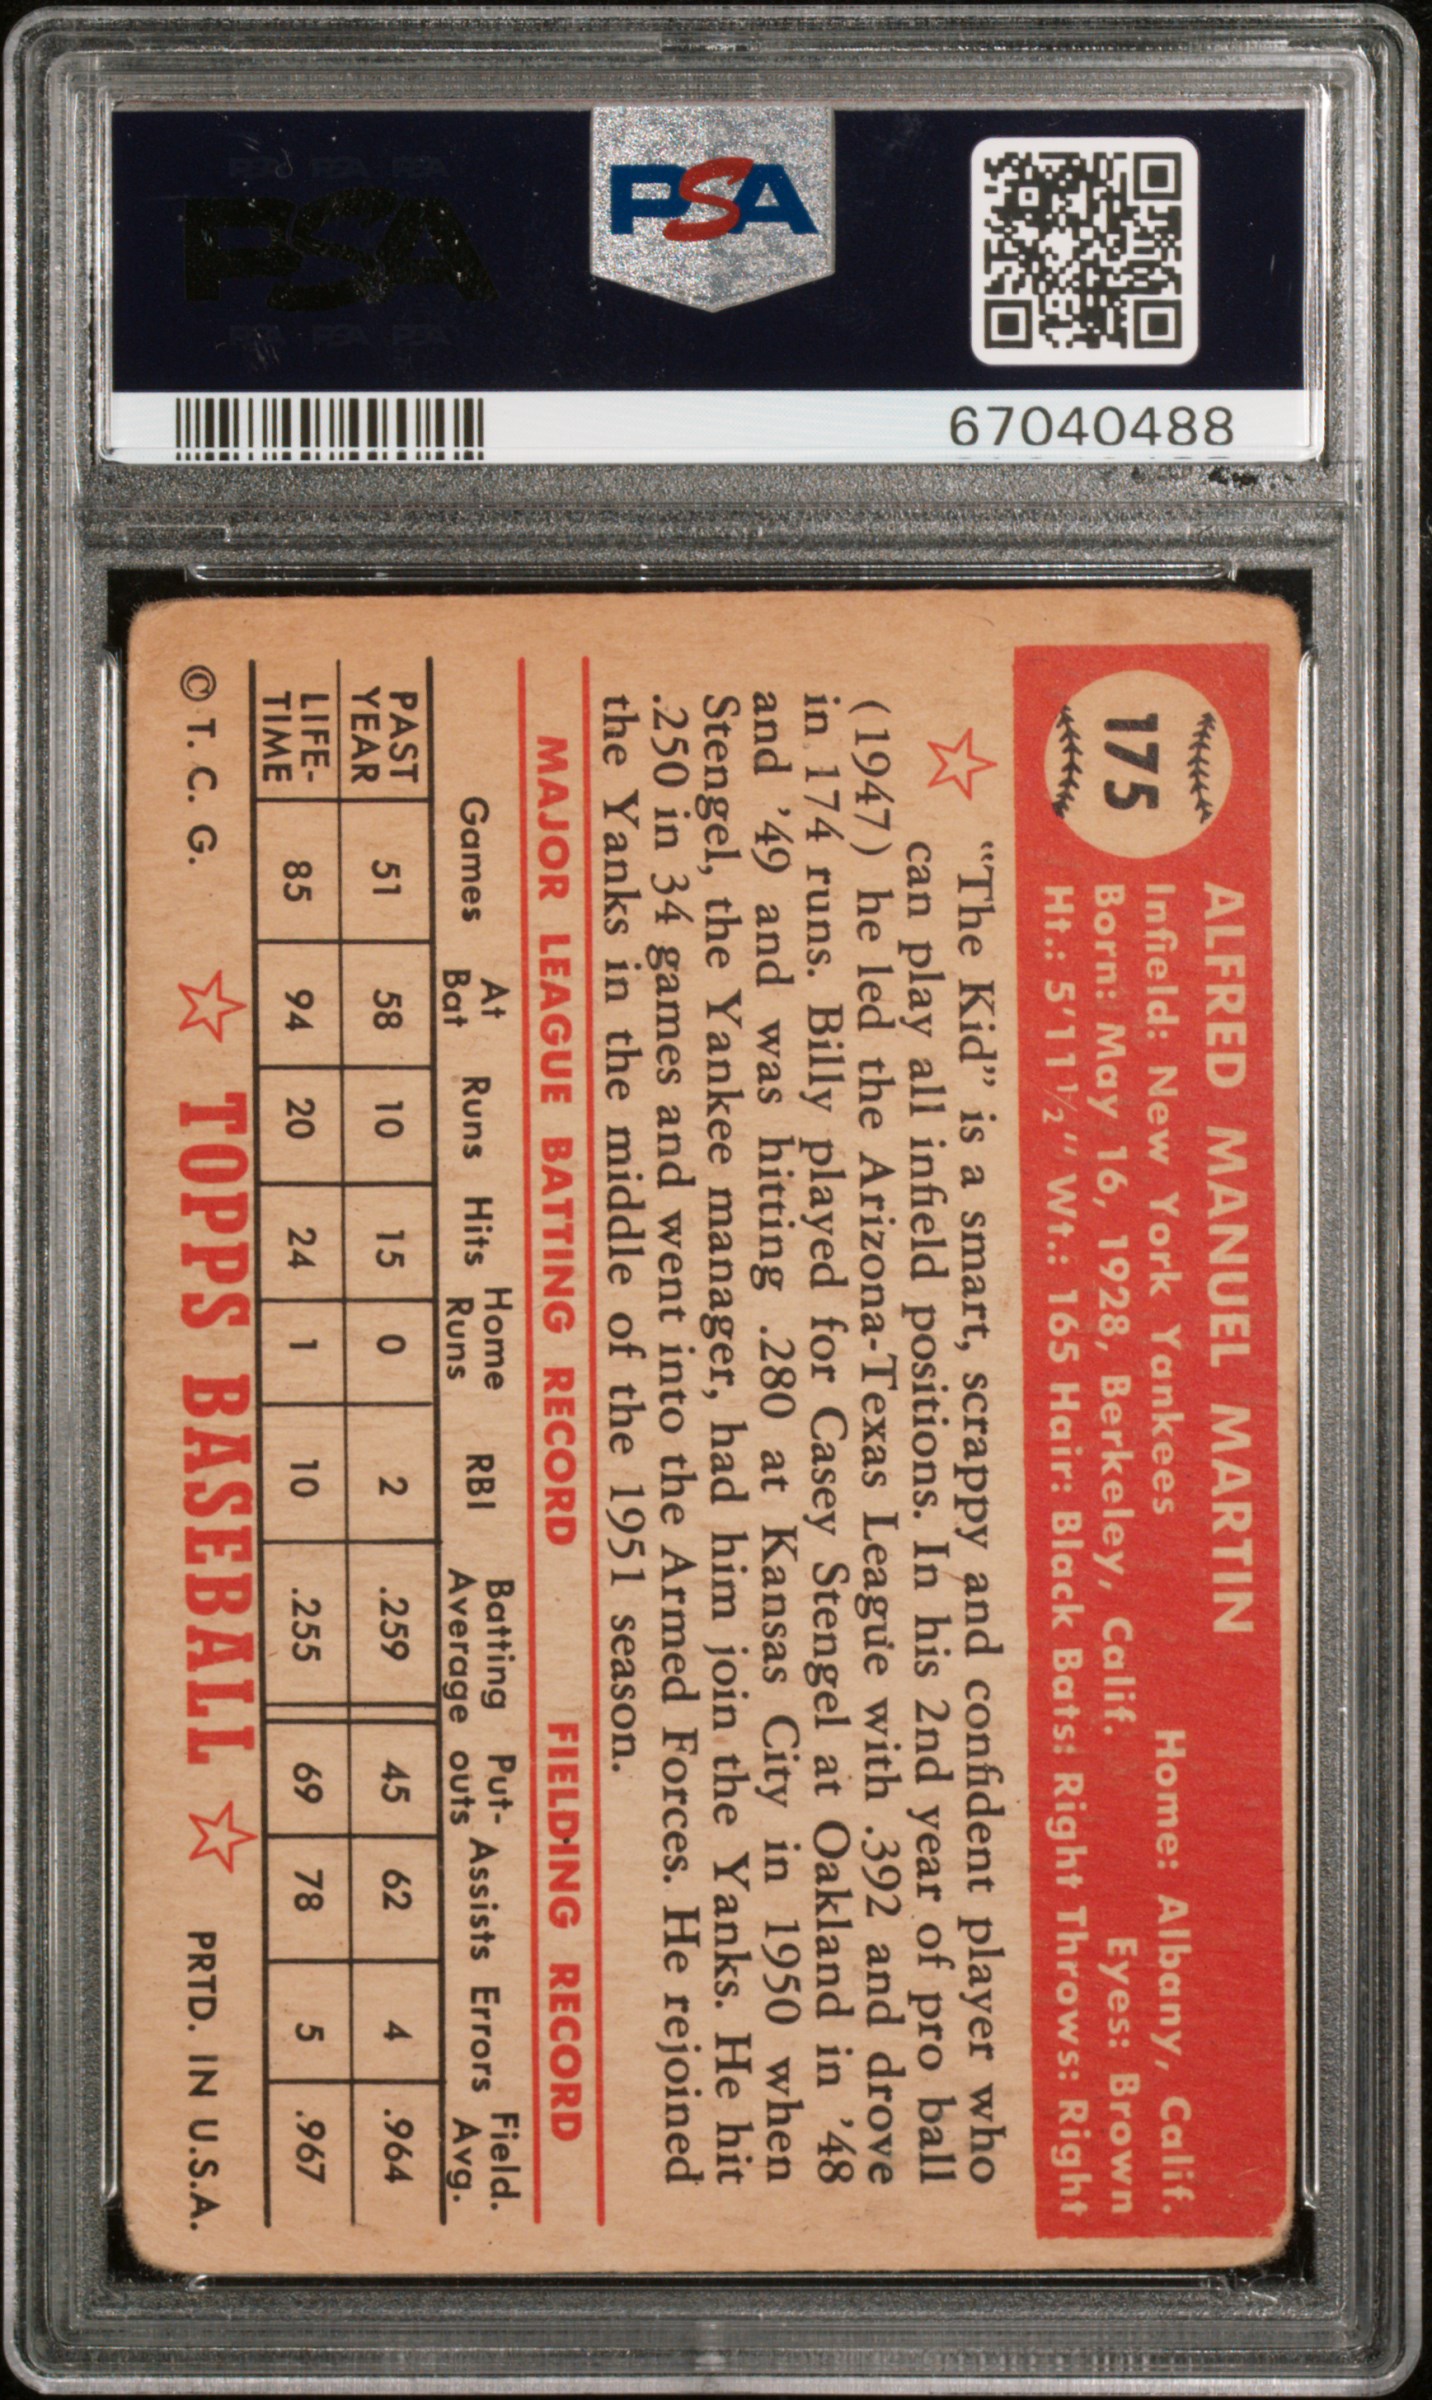 PSA
PSA PSA PSA
PSA
PSA PSA PSA
67040488
175
ALFRED MANUEL MARTIN
Infield: New York Yankees Home: Albany, Calif.
Born: May 16, 1928, Berkeley, Calif. Eyes: Brown
Ht.: 5'11½" Wt.: 165 Hair: Black Bats: Right Throws: Right
"The Kid" is a smart, scrappy and confident player who
can play all infield positions. In his 2nd year of pro ball
(1947) he led the Arizona-Texas League with .392 and drove
in 174 runs. Billy played for Casey Stengel at Oakland in '48
and '49 and was hitting .280 at Kansas City in 1950 when
Stengel, the Yankee manager, had him join the Yanks. He hit
.250 in 34 games and went into the Armed Forces. He rejoined
the Yanks in the middle of the 1951 season.
MAJOR LEAGUE BATTING RECORD FIELDING RECORD
Games At Bat Runs Hits Home Runs RBI Batting Average Put-outs Assists Errors Field. Avg.
PAST YEAR 51 58 10 15 0 2 .259 45 62 4 .964
LIFE-TIME 85 94 20 24 1 10 .255 69 78 5 .967
© T. C. G. TOPPS BASEBALL PRTD. IN U.S.A.